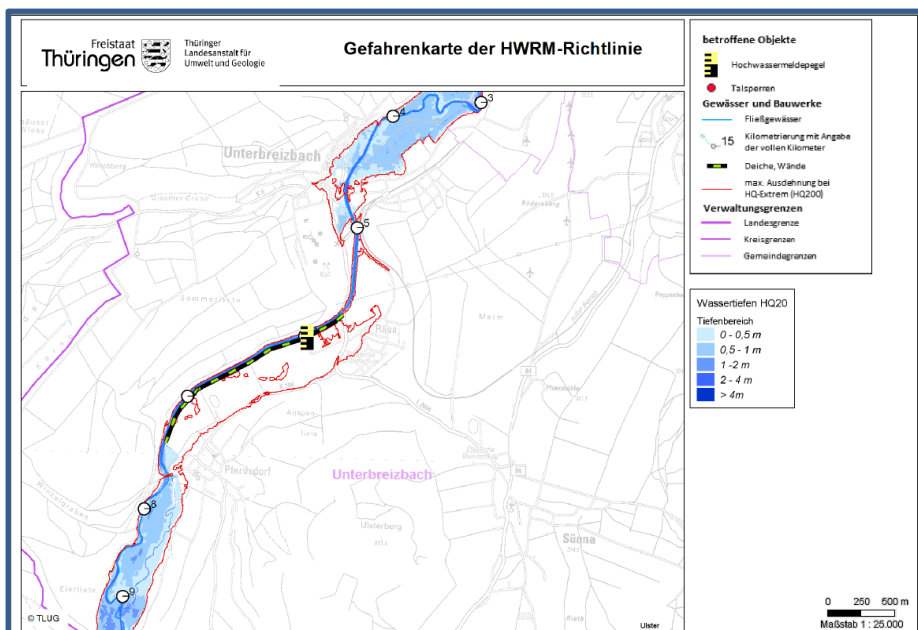 Freistaat
Thüringen
Thüringer
Landesanstalt für
Umwelt und Geologie
Gefahrenkarte der HWRM-Richtlinie
betroffene Objekte
Hochwassermeldepegel
Talsperren
Gewässer und Bauwerke
Fließgewässer
15
Kilometrierung mit Angabe
der vollen Kilometer
Deiche, Wände
max. Ausdehnung bei
HQ-Extrem (HQ200)
Verwaltungsgrenzen
Landesgrenze
Kreisgrenzen
Gemeindegrenzen
Wassertiefen HQ20
Tiefenbereich
0 - 0,5 m
0,5 - 1 m
1 -2 m
2 - 4 m
> 4m
3
4
Unterbreizbach
5
Sommerleite
Räsa
Pferdsdorf
Unterbreizbach
8
Ulsterberg
Sünna
9
© TLUG
Ulster
0 250 500 m
Maßstab 1 : 25.000